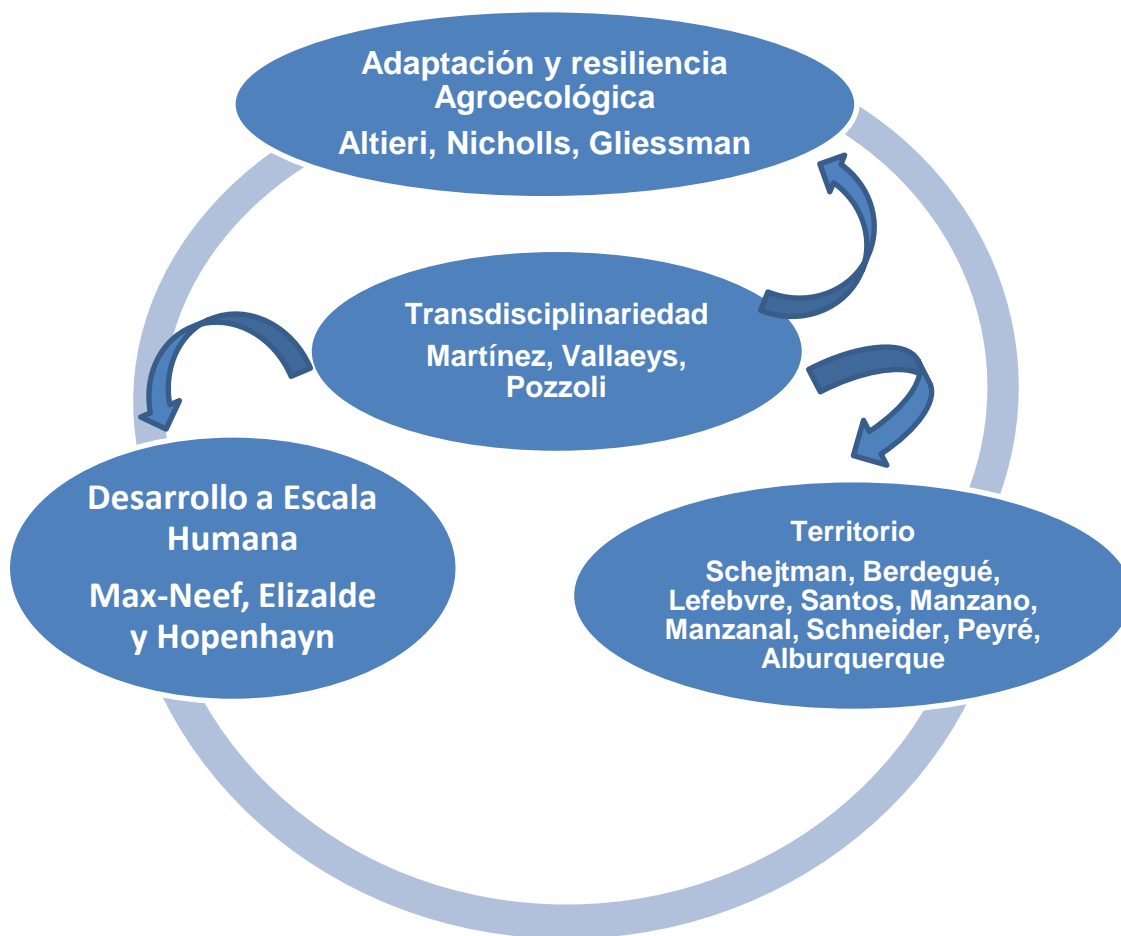 Adaptación y resiliencia
Agroecológica
Altieri, Nicholls, Gliessman
Transdisciplinariedad
Martínez, Vallaeys,
Pozzoli
Desarrollo a Escala
Humana
Max-Neef, Elizalde
y Hopenhayn
Territorio
Schejtman, Berdegué,
Lefebvre, Santos, Manzano,
Manzanal, Schneider, Peyré,
Alburquerque